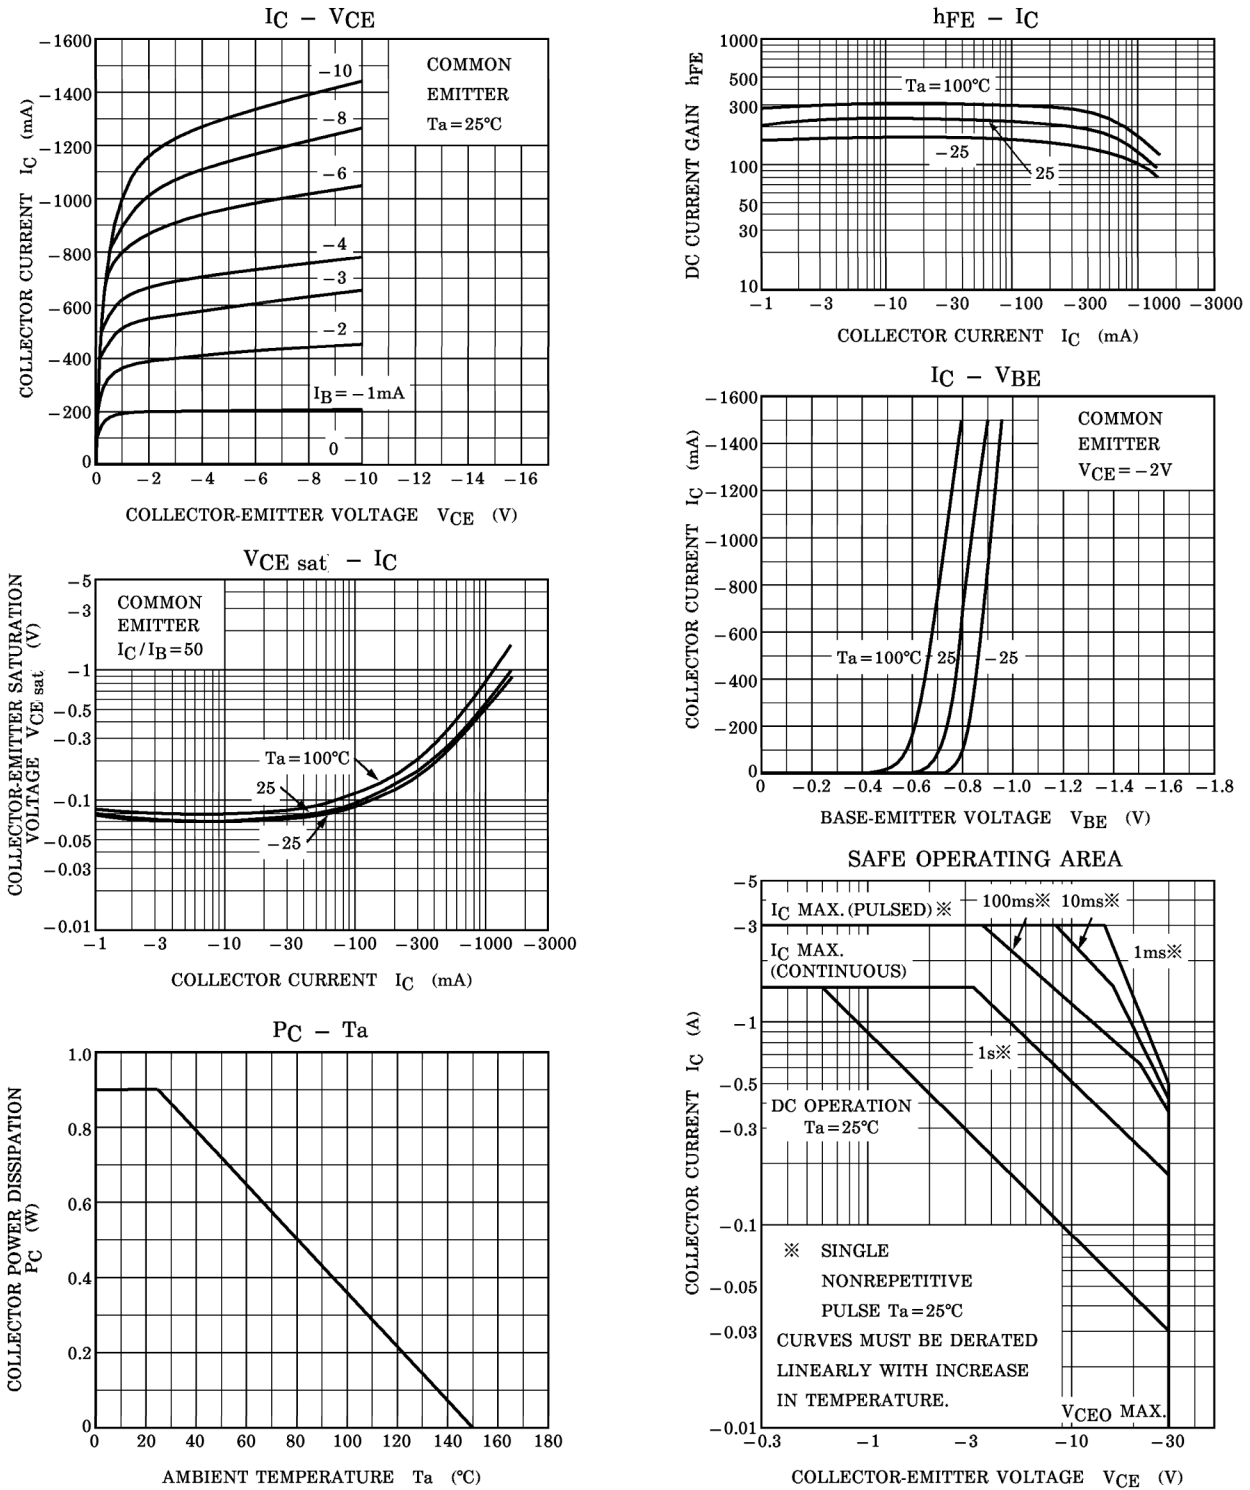 IC – VCE
COLLECTOR CURRENT IC (mA)
−1600
−1400
−1200
−1000
−800
−600
−400
−200
0
COMMON
EMITTER
Ta=25°C
−10
−8
−6
−4
−3
−2
IB=−1mA
0
0 −2 −4 −6 −8 −10 −12 −14 −16
COLLECTOR-EMITTER VOLTAGE VCE (V)
hFE – IC
DC CURRENT GAIN hFE
1000
500
300
100
50
30
10
Ta=100°C
−25
25
−1 −3 −10 −30 −100 −300 −1000 −3000
COLLECTOR CURRENT IC (mA)
IC – VBE
COLLECTOR CURRENT IC (mA)
−1600
−1400
−1200
−1000
−800
−600
−400
−200
0
COMMON
EMITTER
VCE=−2V
Ta=100°C 25 −25
0 −0.2 −0.4 −0.6 −0.8 −1.0 −1.2 −1.4 −1.6 −1.8
BASE-EMITTER VOLTAGE VBE (V)
VCE sat – IC
COLLECTOR-EMITTER SATURATION
VOLTAGE VCE sat (V)
−5
−3
−1
−0.5
−0.3
−0.1
−0.05
−0.03
−0.01
COMMON
EMITTER
IC/IB=50
Ta=100°C
25
−25
−1 −3 −10 −30 −100 −300 −1000 −3000
COLLECTOR CURRENT IC (mA)
SAFE OPERATING AREA
COLLECTOR CURRENT IC (A)
−5
−3
−1
−0.5
−0.3
−0.1
−0.05
−0.03
−0.01
IC MAX.(PULSED)※ 100ms※ 10ms※
1ms※
IC MAX.
(CONTINUOUS)
1s※
DC OPERATION
Ta=25°C
※ SINGLE
NONREPETITIVE
PULSE Ta=25°C
CURVES MUST BE DERATED
LINEARLY WITH INCREASE
IN TEMPERATURE.
VCEO MAX.
−0.3 −1 −3 −10 −30
COLLECTOR-EMITTER VOLTAGE VCE (V)
PC – Ta
COLLECTOR POWER DISSIPATION
PC (W)
1.0
0.8
0.6
0.4
0.2
0
0 20 40 60 80 100 120 140 160 180
AMBIENT TEMPERATURE Ta (°C)